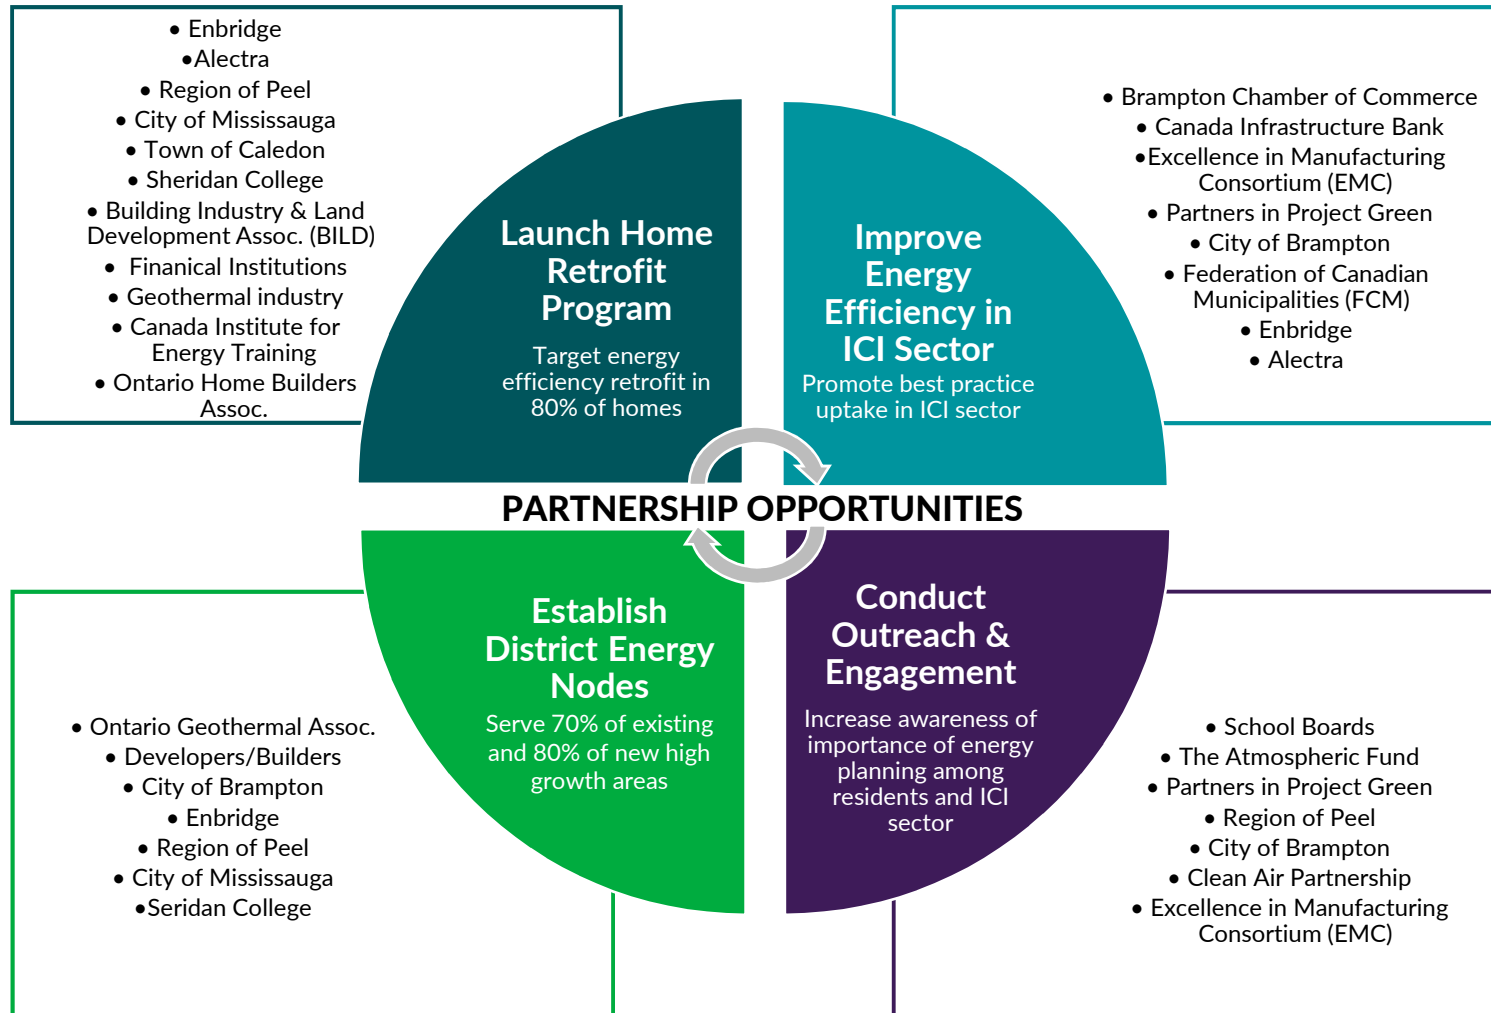 • Enbridge
•Alectra
• Region of Peel
• City of Mississauga
• Town of Caledon
• Sheridan College
• Building Industry & Land
Development Assoc. (BILD)
• Finanical Institutions
• Geothermal industry
• Canada Institute for
Energy Training
• Ontario Home Builders
Assoc.
Launch Home
Retrofit
Program
Target energy
efficiency retrofit in
80% of homes
Improve
Energy
Efficiency in
ICI Sector
Promote best practice
uptake in ICI sector
• Brampton Chamber of Commerce
• Canada Infrastructure Bank
•Excellence in Manufacturing
Consortium (EMC)
• Partners in Project Green
• City of Brampton
• Federation of Canadian
Municipalities (FCM)
• Enbridge
• Alectra
PARTNERSHIP OPPORTUNITIES
• Ontario Geothermal Assoc.
• Developers/Builders
• City of Brampton
• Enbridge
• Region of Peel
• City of Mississauga
•Seridan College
Establish
District Energy
Nodes
Serve 70% of existing
and 80% of new high
growth areas
Conduct
Outreach &
Engagement
Increase awareness of
importance of energy
planning among
residents and ICI
sector
• School Boards
• The Atmospheric Fund
• Partners in Project Green
• Region of Peel
• City of Brampton
• Clean Air Partnership
• Excellence in Manufacturing
Consortium (EMC)